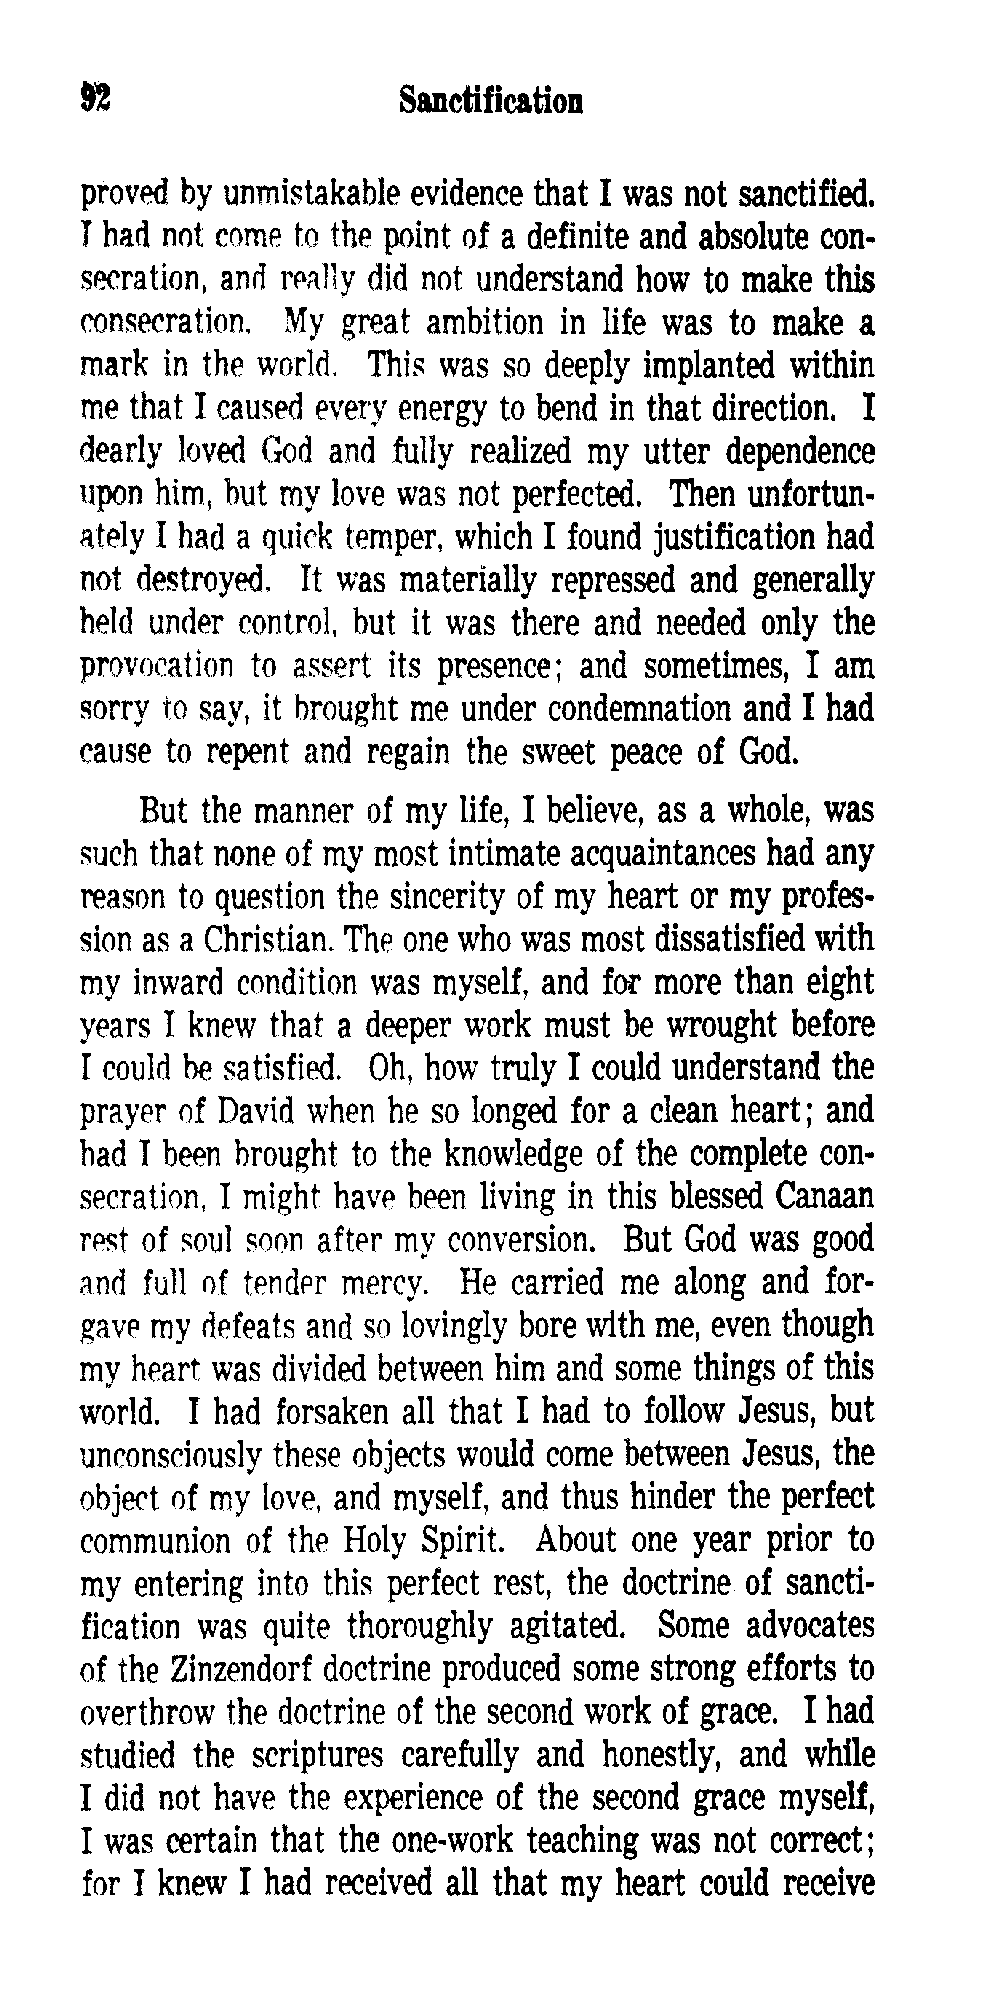 92 Sanctification
proved by unmistakable evidence that I was not sanctified.
I had not come to the point of a definite and absolute con-
secration, and really did not understand how to make this
consecration. My great ambition in life was to make a
mark in the world. This was so deeply implanted within
me that I caused every energy to bend in that direction. I
dearly loved God and fully realized my utter dependence
upon him, but my love was not perfected. Then unfortun-
ately I had a quick temper, which I found justification had
not destroyed. It was materially repressed and generally
held under control, but it was there and needed only the
provocation to assert its presence; and sometimes, I am
sorry to say, it brought me under condemnation and I had
cause to repent and regain the sweet peace of God.
But the manner of my life, I believe, as a whole, was
such that none of my most intimate acquaintances had any
reason to question the sincerity of my heart or my profes-
sion as a Christian. The one who was most dissatisfied with
my inward condition was myself, and for more than eight
years I knew that a deeper work must be wrought before
I could be satisfied. Oh, how truly I could understand the
prayer of David when he so longed for a clean heart; and
had I been brought to the knowledge of the complete con-
secration, I might have been living in this blessed Canaan
rest of soul soon after my conversion. But God was good
and full of tender mercy. He carried me along and for-
gave my defeats and so lovingly bore with me, even though
my heart was divided between him and some things of this
world. I had forsaken all that I had to follow Jesus, but
unconsciously these objects would come between Jesus, the
object of my love, and myself, and thus hinder the perfect
communion of the Holy Spirit. About one year prior to
my entering into this perfect rest, the doctrine of sancti-
fication was quite thoroughly agitated. Some advocates
of the Zinzendorf doctrine produced some strong efforts to
overthrow the doctrine of the second work of grace. I had
studied the scriptures carefully and honestly, and while
I did not have the experience of the second grace myself,
I was certain that the one-work teaching was not correct;
for I knew I had received all that my heart could receive